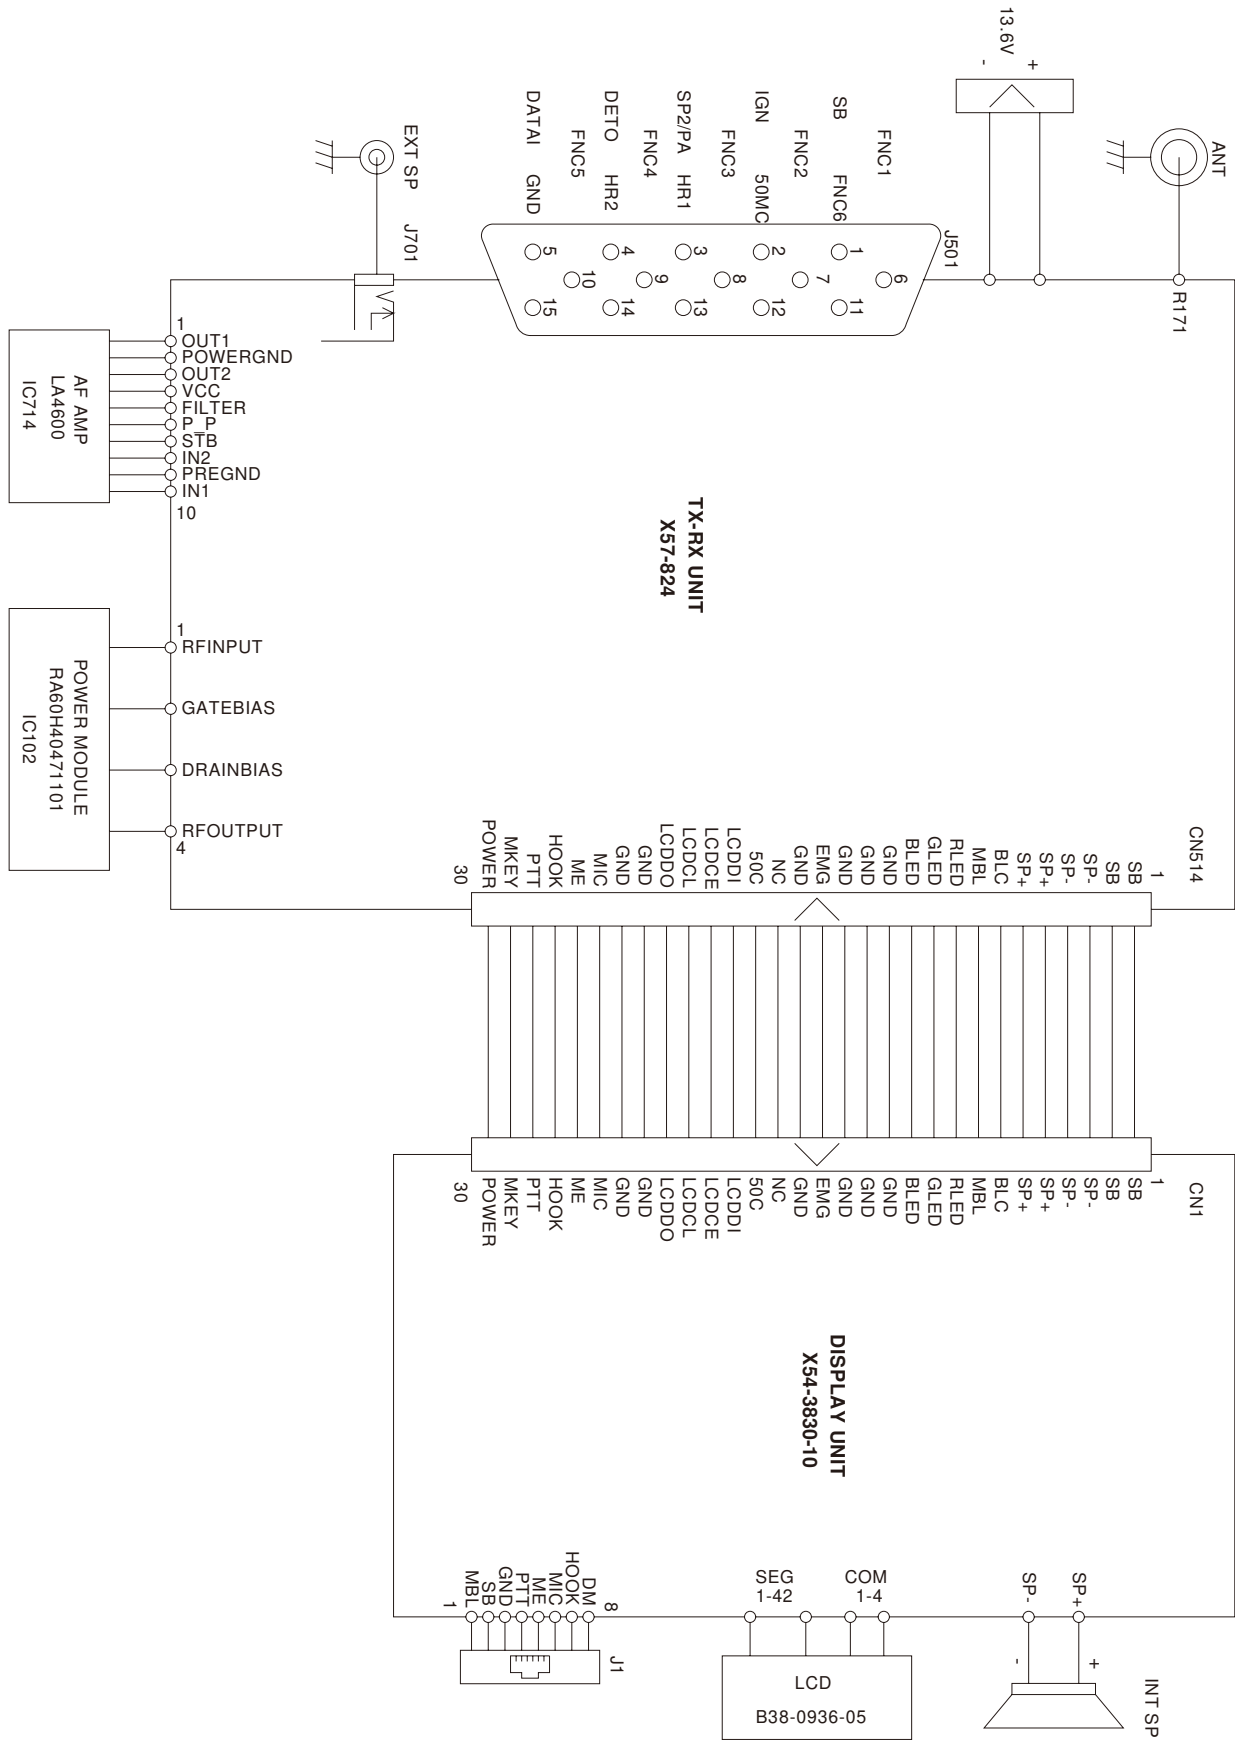 13.6V
-
+
ANT
R171
J501
FNC1
SB FNC6
FNC2
IGN 50MC
FNC3
SP2/PA HR1
FNC4
DETO HR2
FNC5
DATAI GND
1
2
3
4
5
6
7
8
9
10
11
12
13
14
15
EXT SP
J701
1
OUT1
POWERGND
OUT2
VCC
FILTER
P_P
STB
IN2
PREGND
IN1
10
AF AMP
LA4600
IC714
1
RFINPUT
GATEBIAS
DRAINBIAS
RFOUTPUT
4
POWER MODULE
RA60H40471101
IC102
TX-RX UNIT
X57-824
CN514
1
SB
SB
SP-
SP-
SP+
SP+
BLC
MBL
RLED
GLED
BLED
GND
GND
GND
EMG
GND
NC
50C
LCDDI
LCDCE
LCDCL
LCDDO
GND
GND
MIC
ME
HOOK
PTT
MKEY
POWER
30
CN1
1
SB
SB
SP-
SP-
SP+
SP+
BLC
MBL
RLED
GLED
BLED
GND
GND
GND
EMG
GND
NC
50C
LCDDI
LCDCE
LCDCL
LCDDO
GND
GND
MIC
ME
HOOK
PTT
MKEY
POWER
30
DISPLAY UNIT
X54-3830-10
SP+
SP-
+
-
INT SP
COM
1-4
SEG
1-42
LCD
B38-0936-05
8
DM
HOOK
MIC
ME
PTT
GND
SB
MBL
1
J1